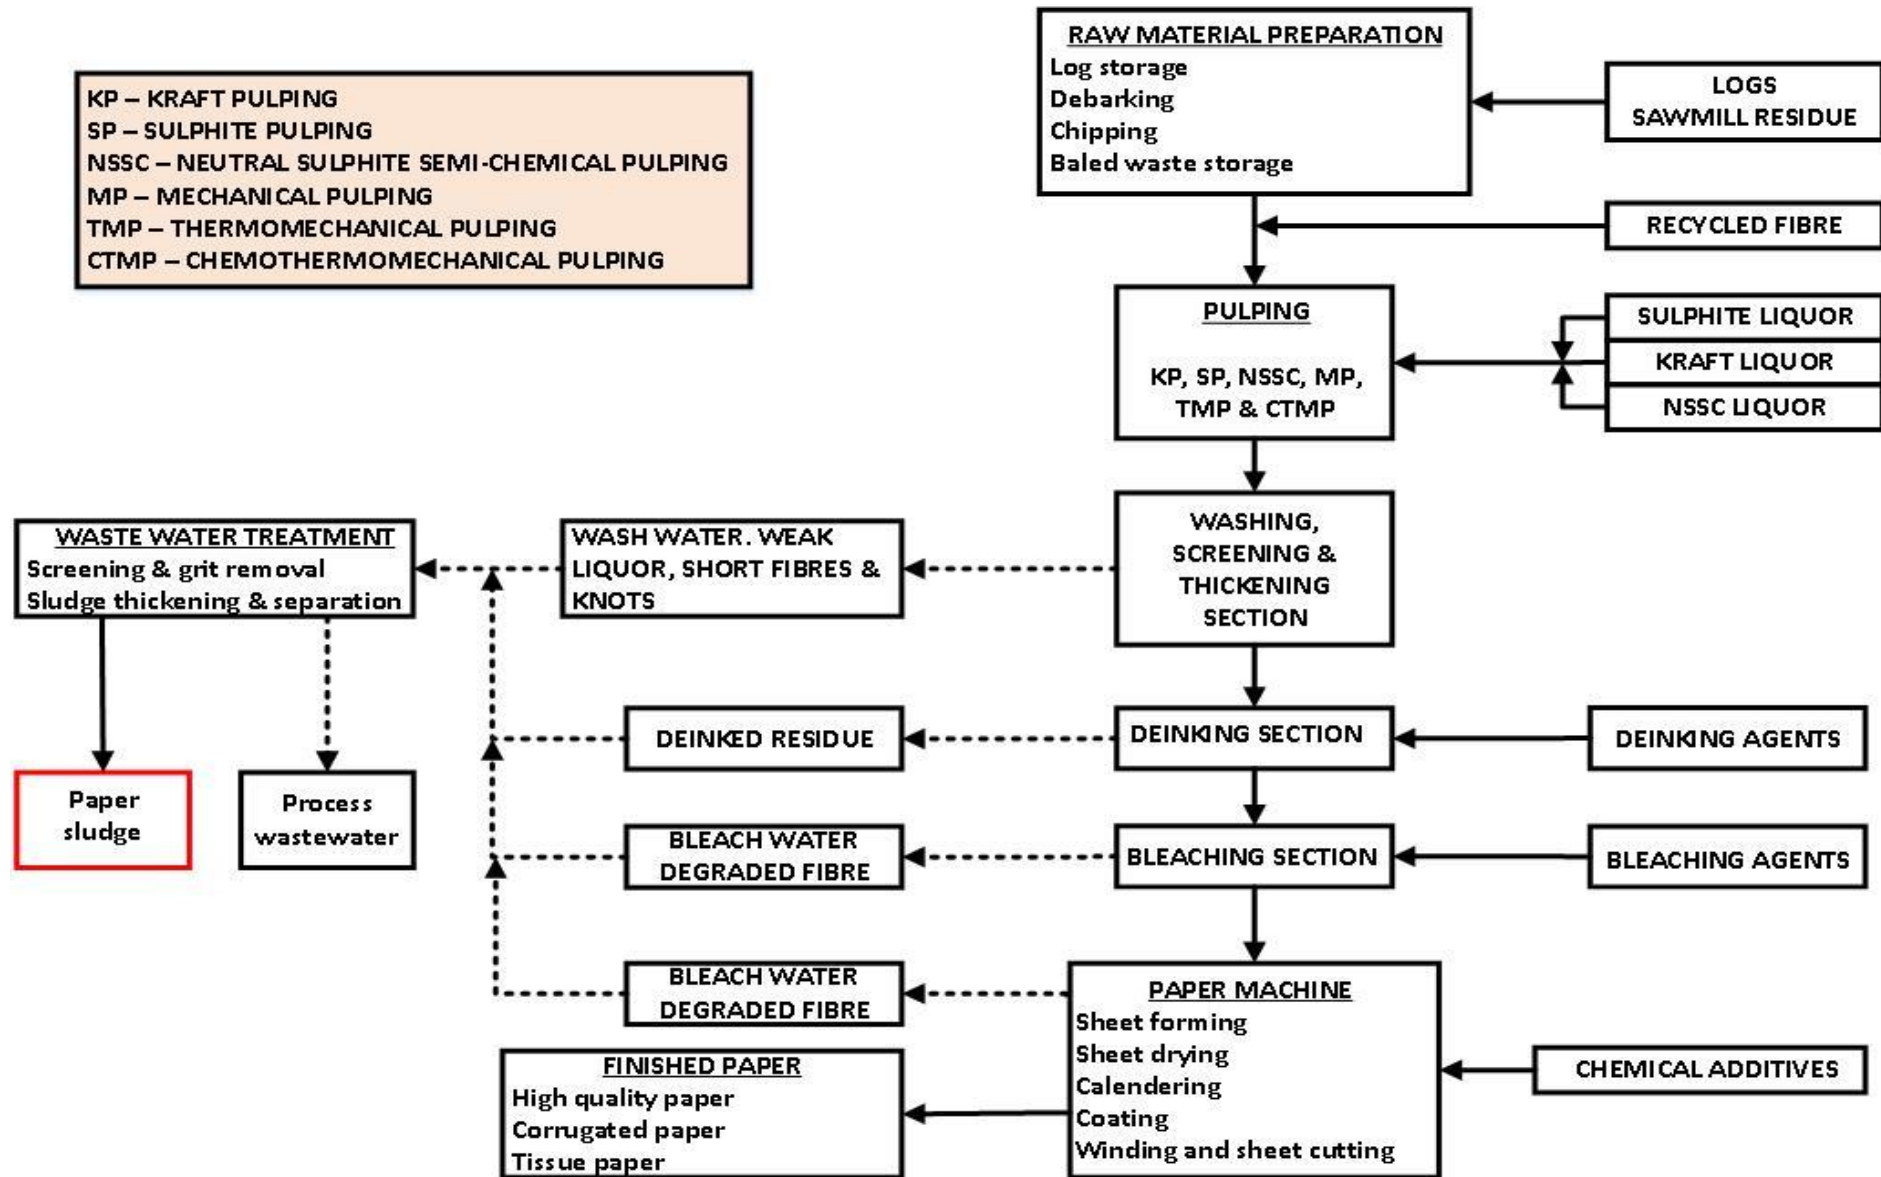 RAW MATERIAL PREPARATION
Log storage
Debarking
Chipping
Baled waste storage
LOGS
SAWMILL RESIDUE
KP – KRAFT PULPING
SP – SULPHITE PULPING
NSSC – NEUTRAL SULPHITE SEMI-CHEMICAL PULPING
MP – MECHANICAL PULPING
TMP – THERMOMECHANICAL PULPING
CTMP – CHEMOTHERMOMECHANICAL PULPING
RECYCLED FIBRE
PULPING
KP, SP, NSSC, MP,
TMP & CTMP
SULPHITE LIQUOR
KRAFT LIQUOR
NSSC LIQUOR
WASTE WATER TREATMENT
Screening & grit removal
Sludge thickening & separation
WASH WATER. WEAK
LIQUOR, SHORT FIBRES &
KNOTS
WASHING,
SCREENING &
THICKENING
SECTION
DEINKED RESIDUE
DEINKING SECTION
DEINKING AGENTS
Paper
sludge
Process
wastewater
BLEACH WATER
DEGRADED FIBRE
BLEACHING SECTION
BLEACHING AGENTS
BLEACH WATER
DEGRADED FIBRE
PAPER MACHINE
Sheet forming
Sheet drying
Calendering
Coating
Winding and sheet cutting
CHEMICAL ADDITIVES
FINISHED PAPER
High quality paper
Corrugated paper
Tissue paper